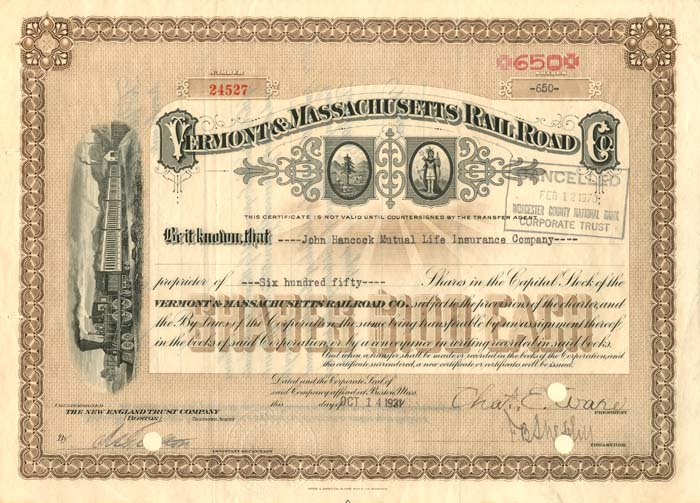 NUMBER
24527
650
SHARES
-650-
VERMONT & MASSACHUSETTS RAIL ROAD CO.
CANCELLED
FEB 12 1970
WORCESTER COUNTY NATIONAL BANK
CORPORATE TRUST
THIS CERTIFICATE IS NOT VALID UNTIL COUNTERSIGNED BY THE TRANSFER AGENT
Be it known, that ----John Hancock Mutual Life Insurance Company----
proprietor of ---Six hundred fifty---- Shares in the Capital Stock of the
VERMONT & MASSACHUSETTS RAILROAD CO., subject to the provisions of the charter, and
the By Laws of the Corporation, the same being transferable by an assignment thereof
in the books of said Corporation, or by a conveyance in writing recorded in said books.
And when a transfer shall be made or recorded in the books of the Corporation, and
this certificate surrendered, a new certificate or certificates will be issued.
Dated and the Corporate Seal of
said Company affixed at Boston Mass.
this day of OCT 14 1931
COUNTERSIGNED
THE NEW ENGLAND TRUST COMPANY
(BOSTON) TRANSFER AGENT
By
ASSISTANT SECRETARY
Chas. E. Ware
PRESIDENT
TREASURER